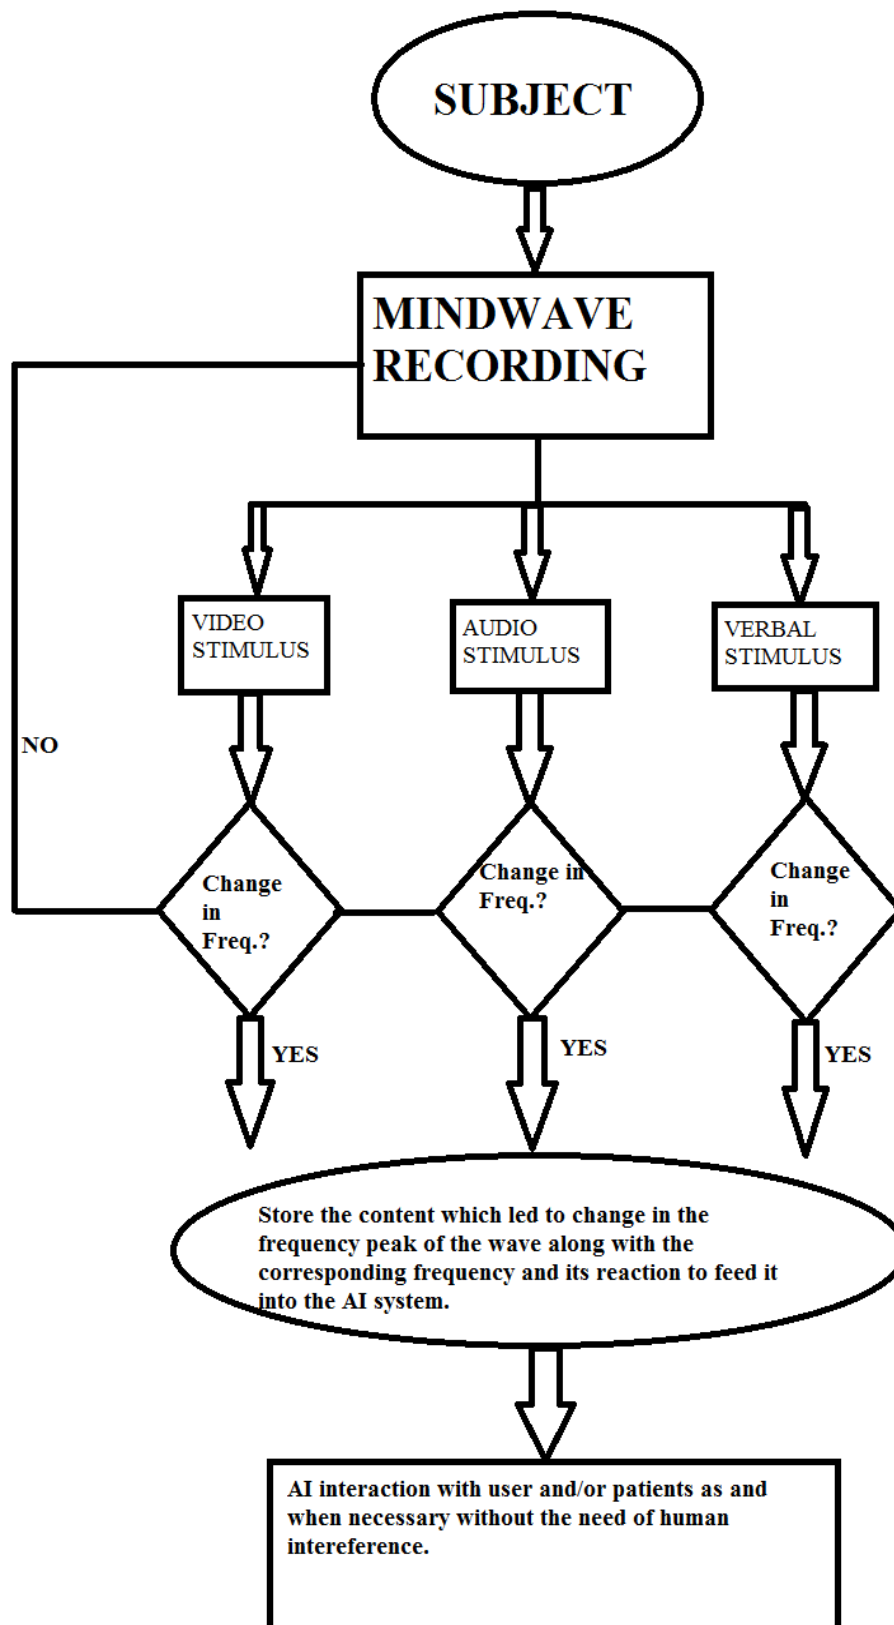 SUBJECT
MINDWAVE
RECORDING
VIDEO
STIMULUS
AUDIO
STIMULUS
VERBAL
STIMULUS
NO
Change
in
Freq.?
Change in
Freq.?
Change
in
Freq.?
YES
YES
YES
Store the content which led to change in the
frequency peak of the wave along with the
corresponding frequency and its reaction to feed it
into the AI system.
AI interaction with user and/or patients as and
when necessary without the need of human
intereference.